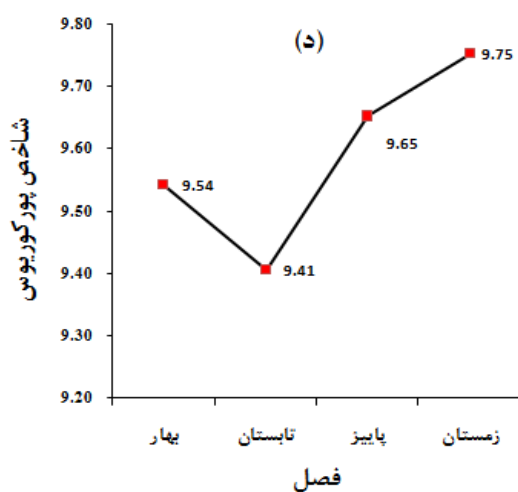 (د)
شاخص پورکوریوس
9.80
9.70
9.60
9.50
9.40
9.30
9.20
9.54
9.41
9.65
9.75
بهار
تابستان
پاییز
زمستان
فصل